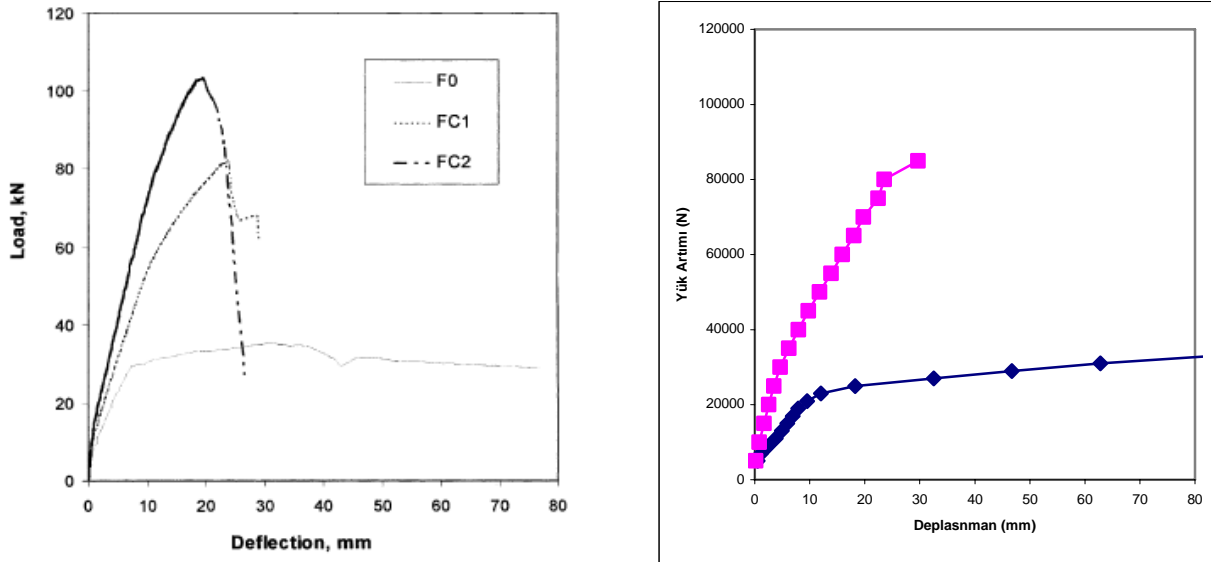 120
100
80
60
40
20
0
Load, kN
F0
FC1
FC2
0 10 20 30 40 50 60 70 80
Deflection, mm
120000
100000
80000
60000
40000
20000
0
Yük Artımı (N)
0 10 20 30 40 50 60 70 80
Deplasnman (mm)